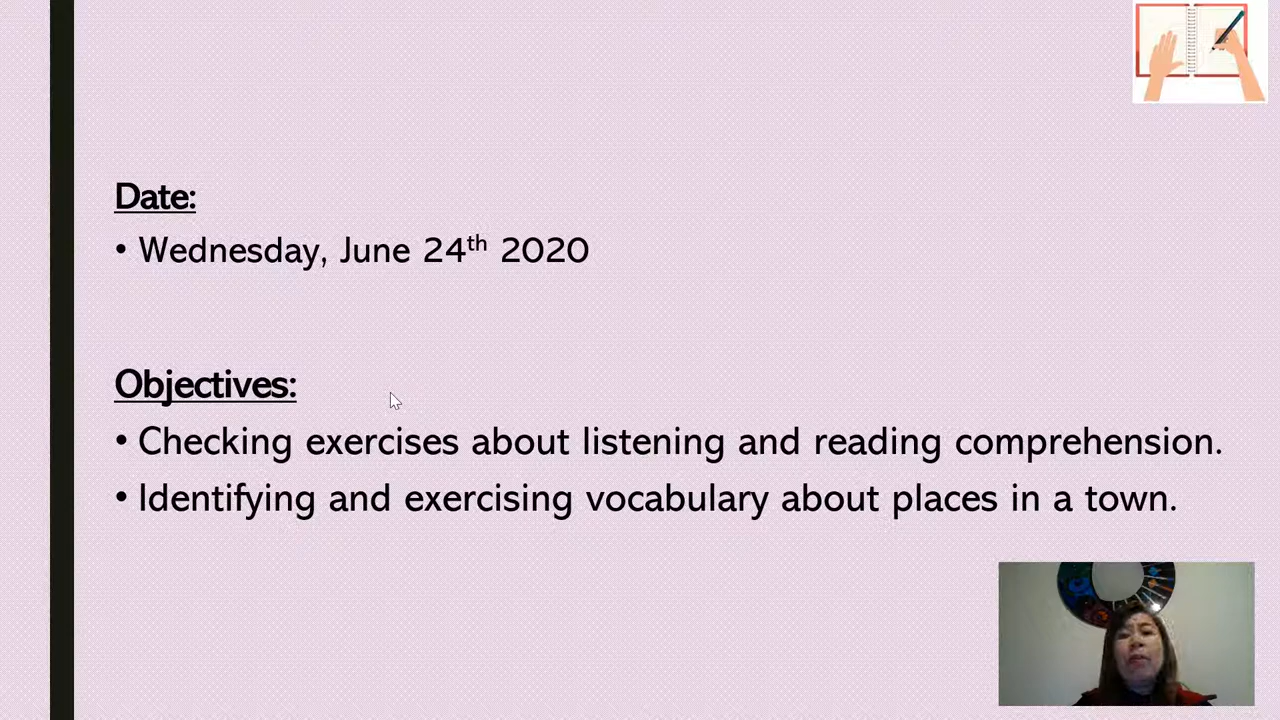 Date:
• Wednesday, June 24th 2020
Objectives:
• Checking exercises about listening and reading comprehension.
• Identifying and exercising vocabulary about places in a town.